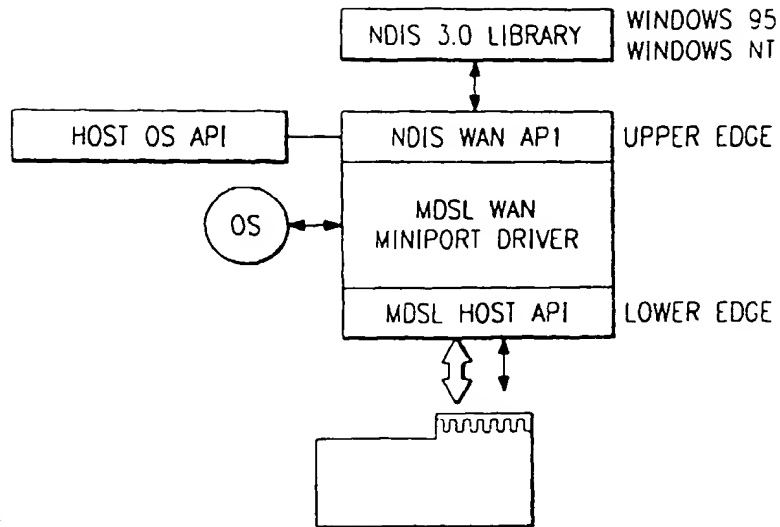 NDIS 3.0 LIBRARY
WINDOWS 95
WINDOWS NT
HOST OS API
NDIS WAN API
UPPER EDGE
OS
MDSL WAN
MINIPORT DRIVER
MDSL HOST API
LOWER EDGE